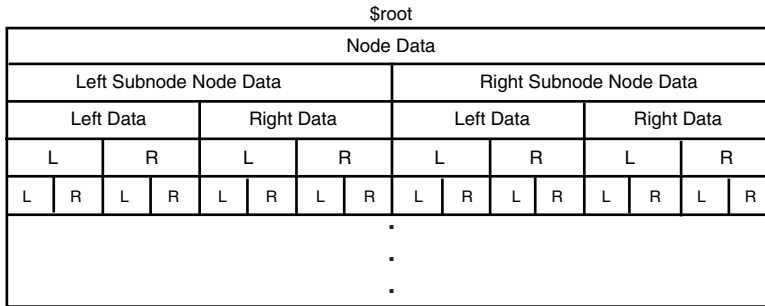 $root
Node Data
Left Subnode Node Data Right Subnode Node Data
Left Data Right Data Left Data Right Data
L R L R L R L R
L R L R L R L R L R L R L R L R
.
.
.